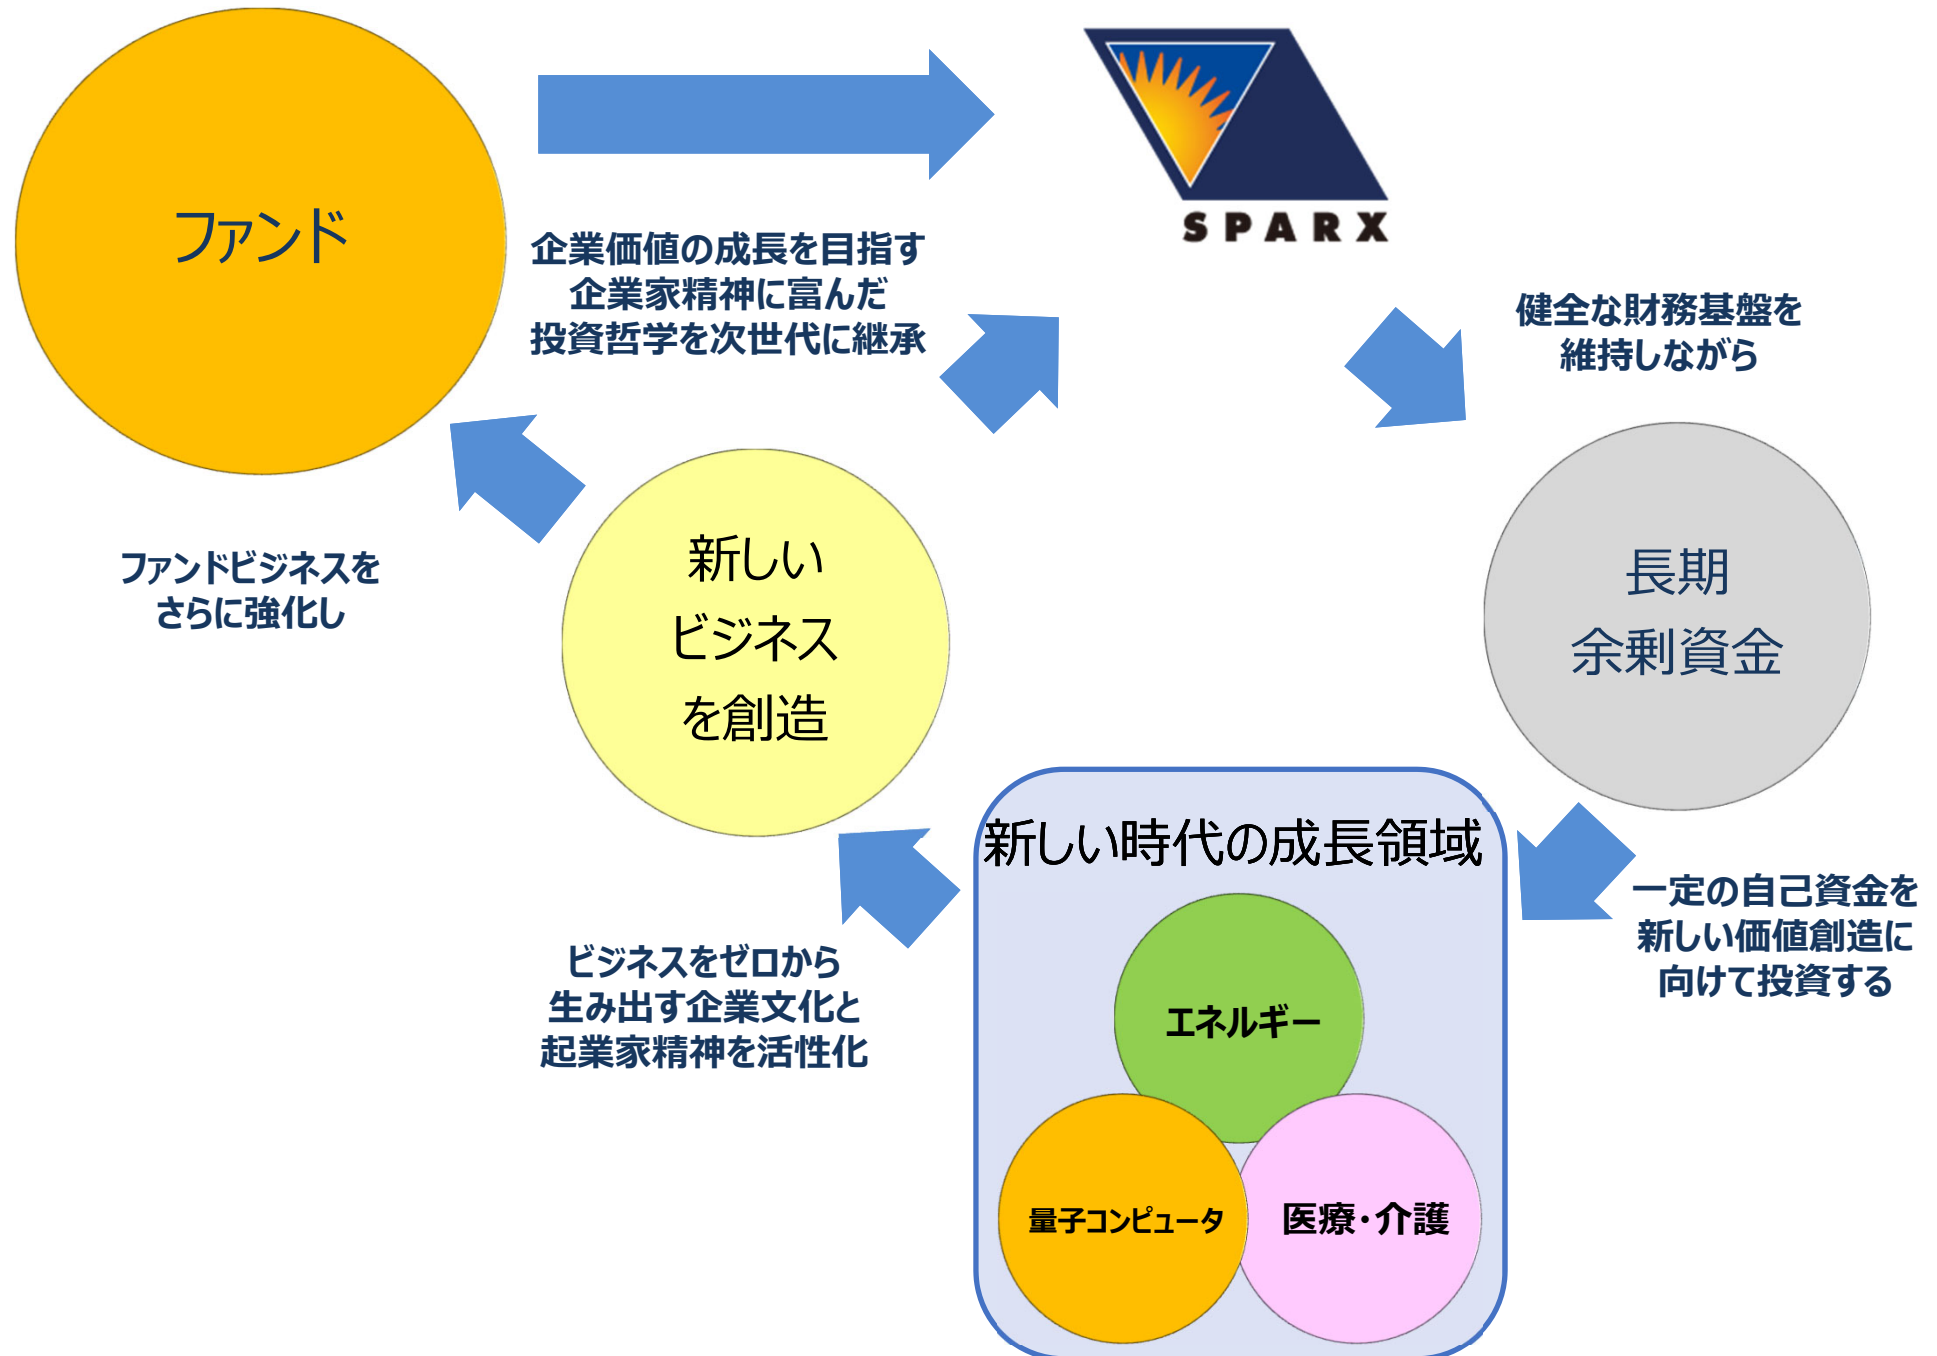 ファンド
SPARX
企業価値の成長を目指す
企業家精神に富んだ
投資哲学を次世代に継承
健全な財務基盤を
維持しながら
ファンドビジネスを
さらに強化し
新しい
ビジネス
を創造
長期
余剰資金
新しい時代の成長領域
一定の自己資金を
新しい価値創造に
向けて投資する
ビジネスをゼロから
生み出す企業文化と
起業家精神を活性化
エネルギー
量子コンピュータ
医療・介護